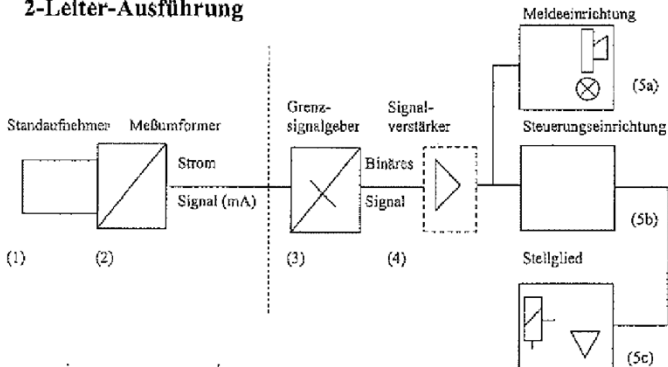 2-Leiter-Ausführung
Meldeeinrichtung
(5a)
Standaufnehmer
Meßumformer
Grenz-
signalgeber
Signal-
verstärker
Steuerungseinrichtung
Strom
Signal (mA)
Binäres
Signal
(1)
(2)
(3)
(4)
(5b)
Stellglied
(5c)